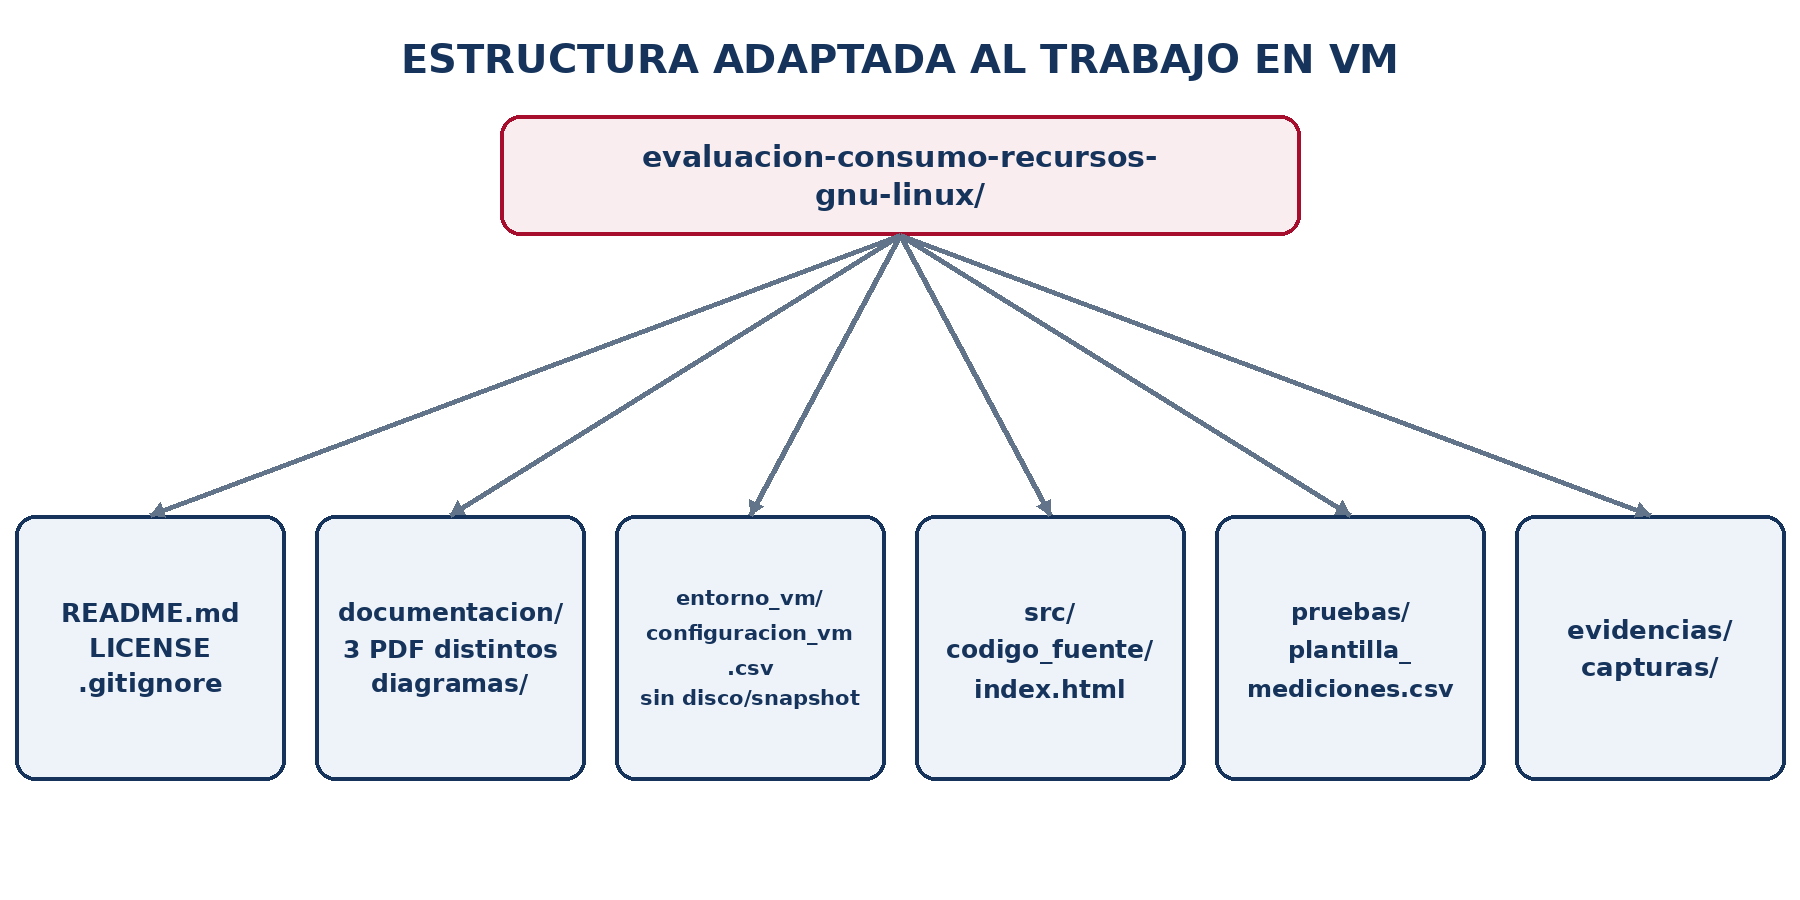 ESTRUCTURA ADAPTADA AL TRABAJO EN VM
evaluacion-consumo-recursos-
gnu-linux/
README.md
LICENSE
.gitignore
documentacion/
3 PDF distintos
diagramas/
entorno_vm/
configuracion_vm
.csv
sin disco/snapshot
src/
codigo_fuente/
index.html
pruebas/
plantilla_
mediciones.csv
evidencias/
capturas/